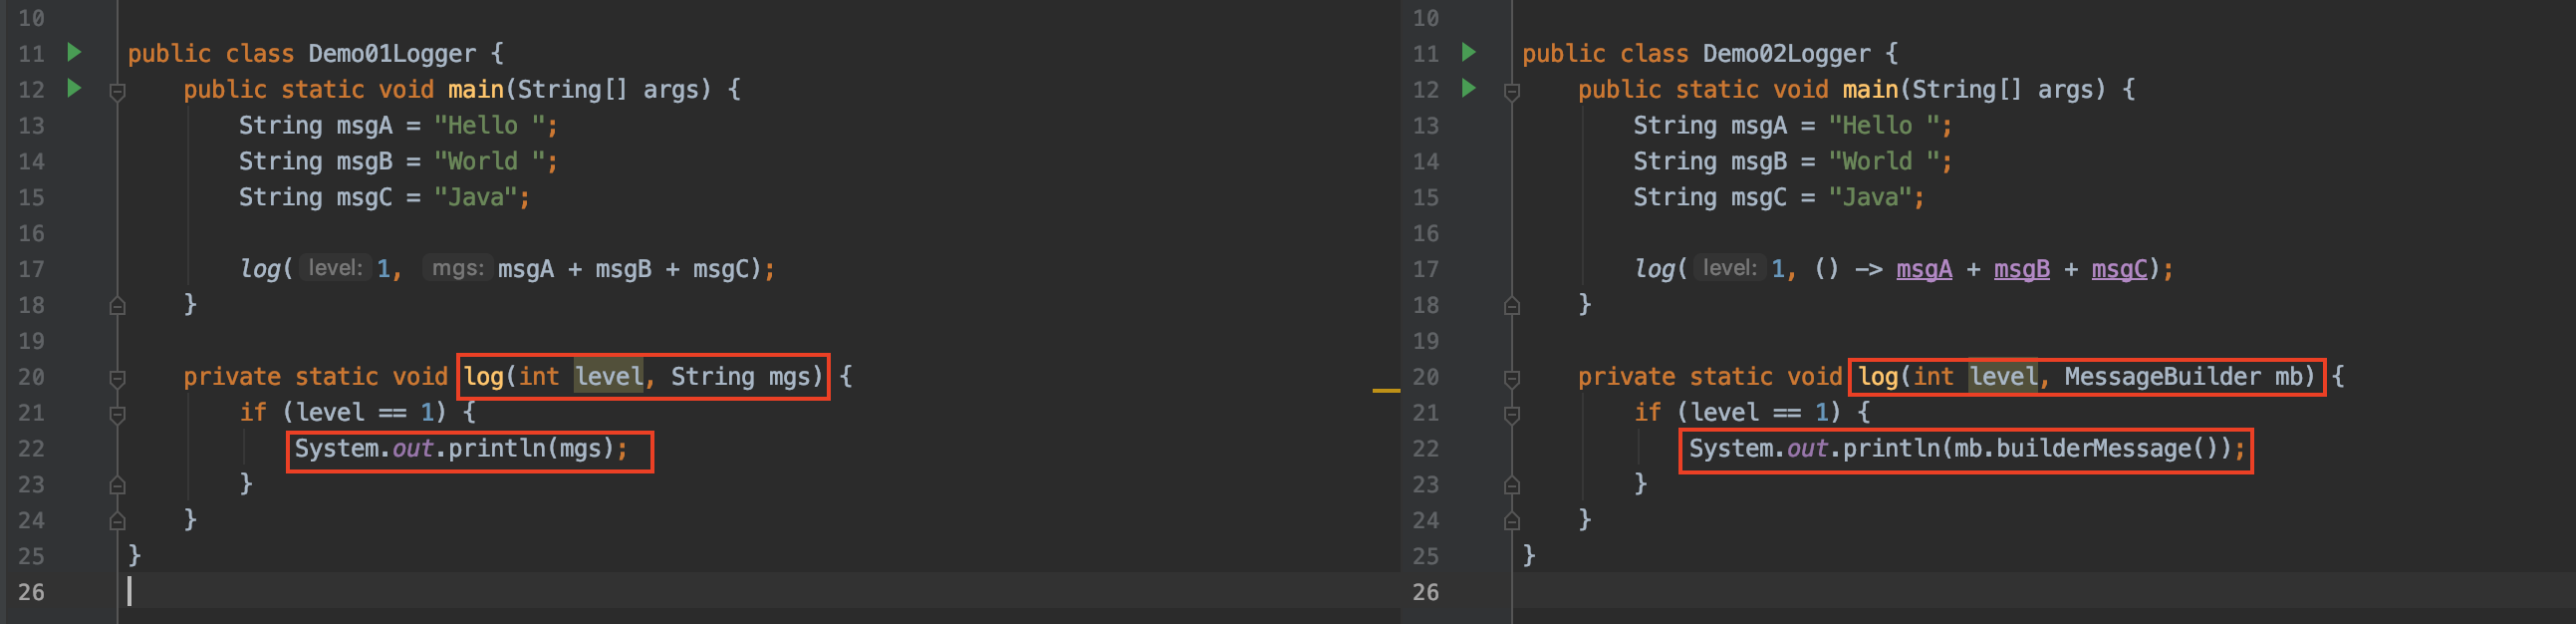 10
11 public class Demo01Logger {
12 public static void main(String[] args) {
13 String msgA = "Hello ";
14 String msgB = "World ";
15 String msgC = "Java";
16
17 log( level: 1, mgs: msgA + msgB + msgC);
18 }
19
20 private static void log(int level, String mgs) {
21 if (level == 1) {
22 System.out.println(mgs);
23 }
24 }
25 }
26
10
11 public class Demo02Logger {
12 public static void main(String[] args) {
13 String msgA = "Hello ";
14 String msgB = "World ";
15 String msgC = "Java";
16
17 log( level: 1, () -> msgA + msgB + msgC);
18 }
19
20 private static void log(int level, MessageBuilder mb) {
21 if (level == 1) {
22 System.out.println(mb.builderMessage());
23 }
24 }
25 }
26